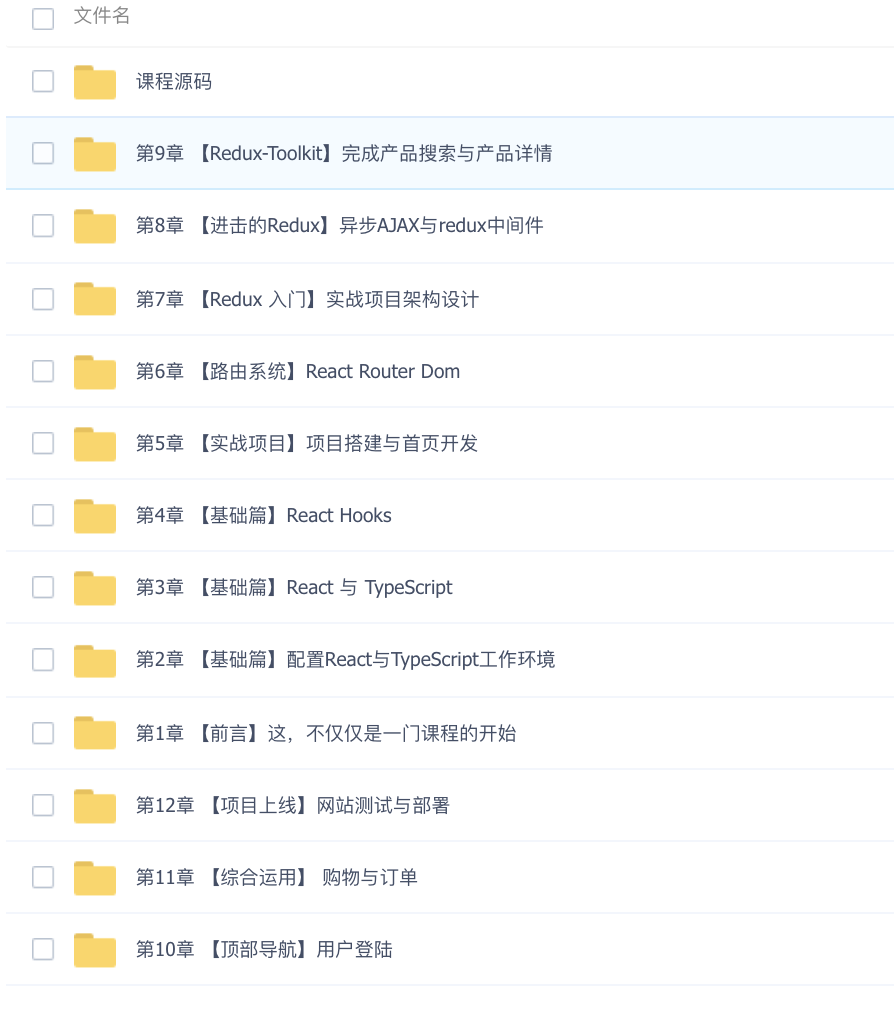 文件名
课程源码
第9章 【Redux-Toolkit】完成产品搜索与产品详情
第8章 【进击的Redux】异步AJAX与redux中间件
第7章 【Redux 入门】实战项目架构设计
第6章 【路由系统】React Router Dom
第5章 【实战项目】项目搭建与首页开发
第4章 【基础篇】React Hooks
第3章 【基础篇】React 与 TypeScript
第2章 【基础篇】配置React与TypeScript工作环境
第1章 【前言】这，不仅仅是一门课程的开始
第12章 【项目上线】网站测试与部署
第11章 【综合运用】 购物与订单
第10章 【顶部导航】用户登陆